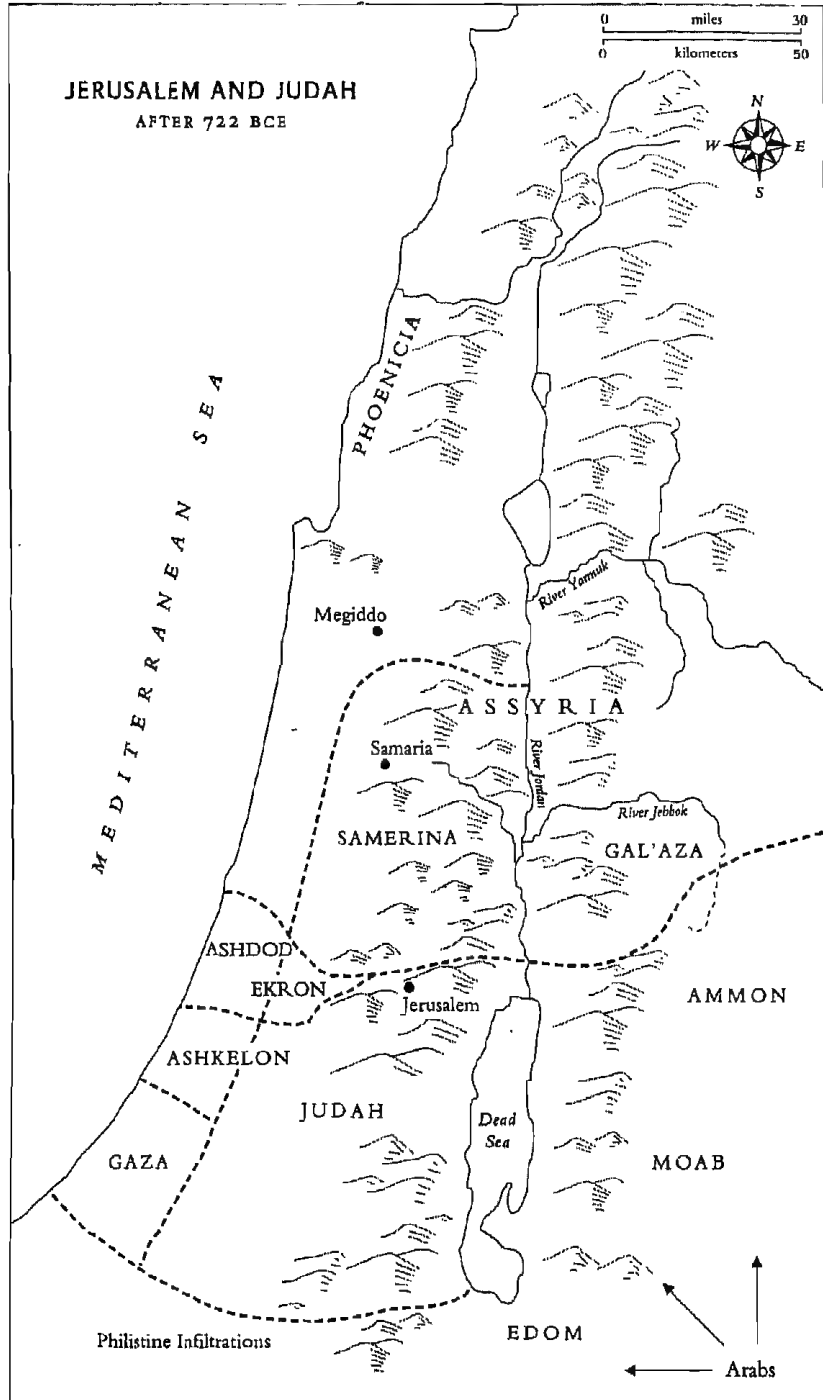 0 miles 30
0 kilometers 50
JERUSALEM AND JUDAH
AFTER 722 BCE
N
W E
S
PHOENICIA
MEDITERRANEAN SEA
River Yarmuk
Megiddo
ASSYRIA
Samaria
River Jordan
River Jebbok
SAMERINA
GAL'AZA
ASHDOD
EKRON
Jerusalem
AMMON
ASHKELON
JUDAH
Dead
Sea
GAZA
MOAB
EDOM
Philistine Infiltrations
Arabs